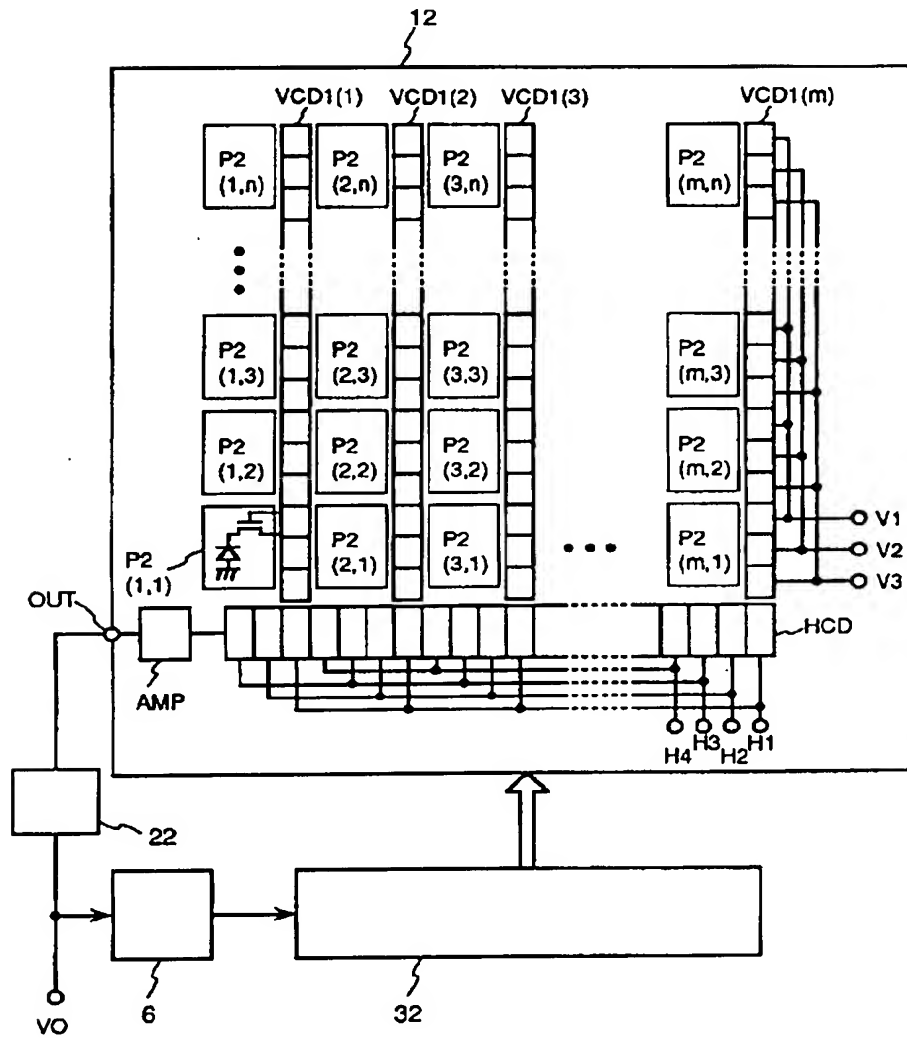 12
VCD1(1)
VCD1(2)
VCD1(3)
VCD1(m)
P2
(1,n)
P2
(2,n)
P2
(3,n)
P2
(m,n)
P2
(1,3)
P2
(2,3)
P2
(3,3)
P2
(m,3)
P2
(1,2)
P2
(2,2)
P2
(3,2)
P2
(m,2)
P2
(1,1)
P2
(2,1)
P2
(3,1)
P2
(m,1)
V1
V2
V3
OUT
AMP
HCD
H4
H3
H2
H1
22
6
32
VO